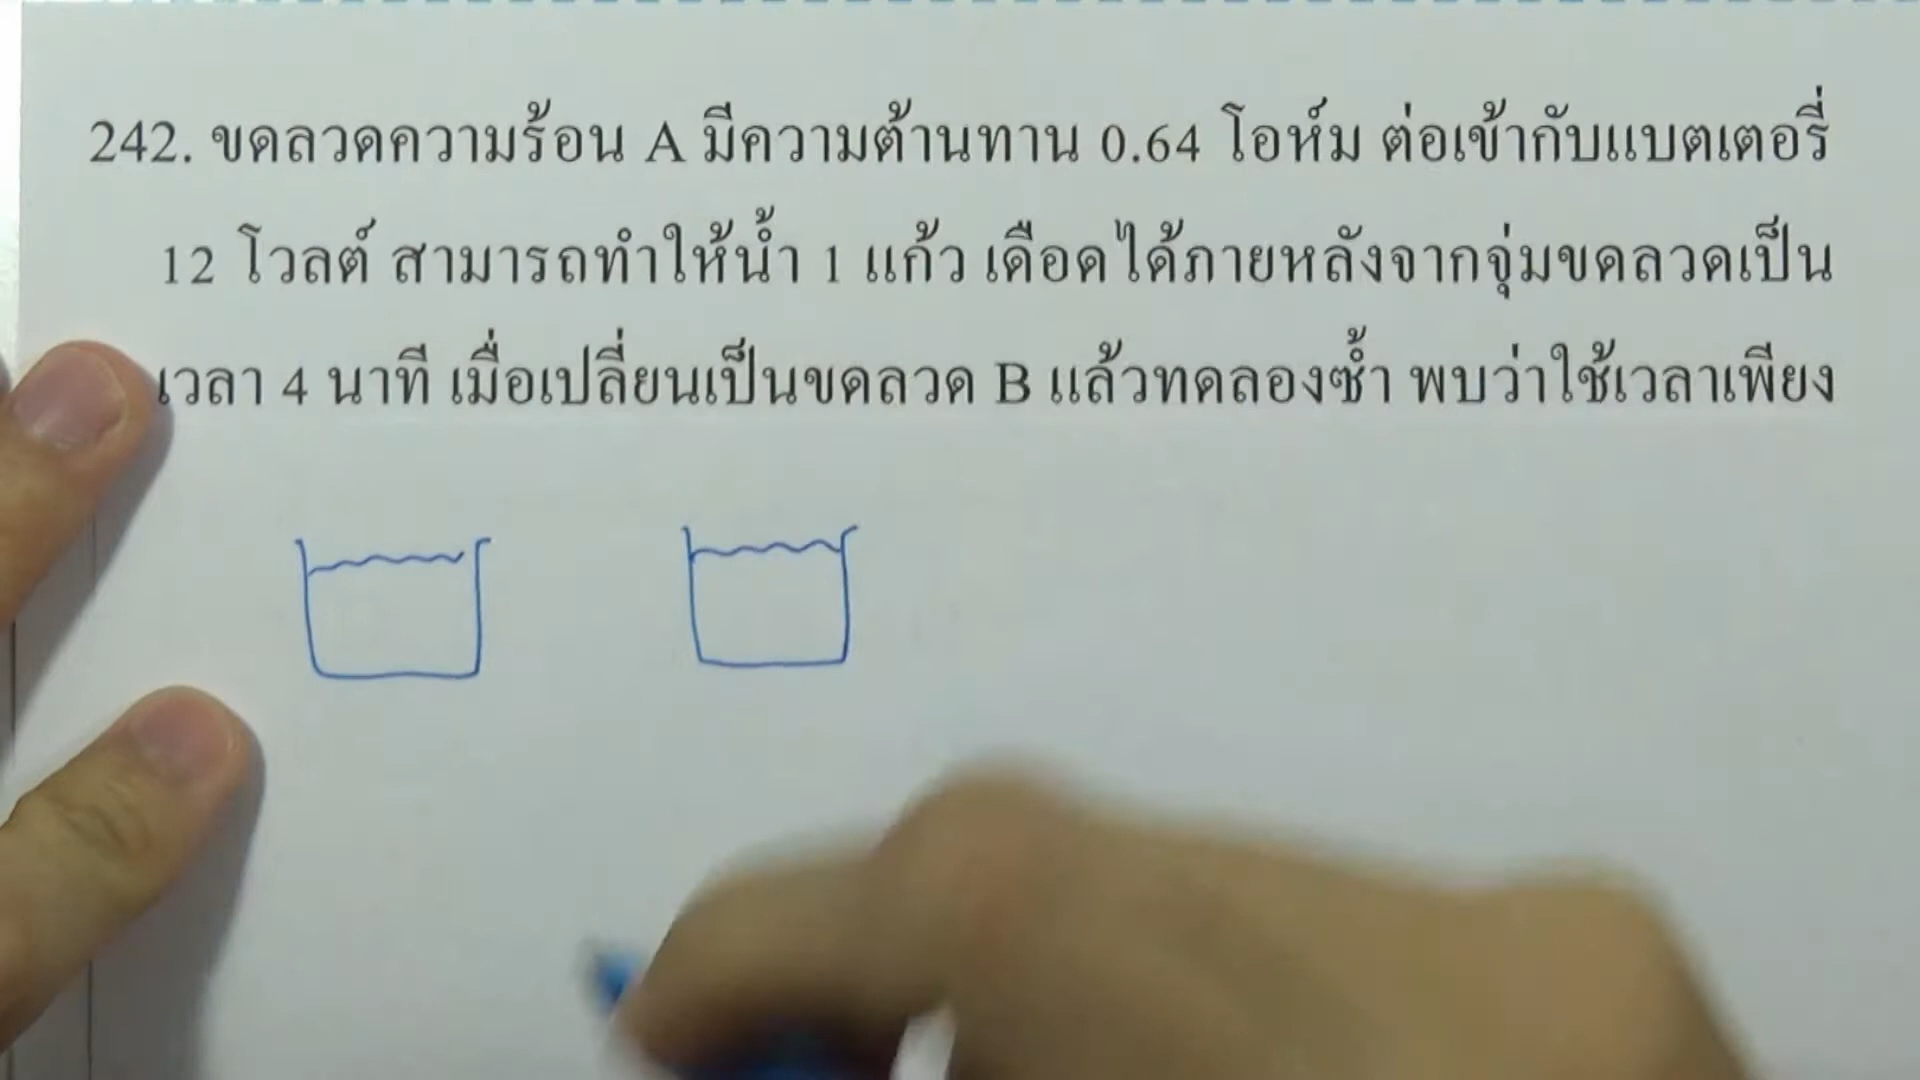 242. ขดลวดความร้อน A มีความต้านทาน 0.64 โอห์ม ต่อเข้ากับแบตเตอรี่
12 โวลต์ สามารถทำให้น้ำ 1 แก้ว เดือดได้ภายหลังจากจุ่มขดลวดเป็น
เวลา 4 นาที เมื่อเปลี่ยนเป็นขดลวด B แล้วทดลองซ้ำ พบว่าใช้เวลาเพียง